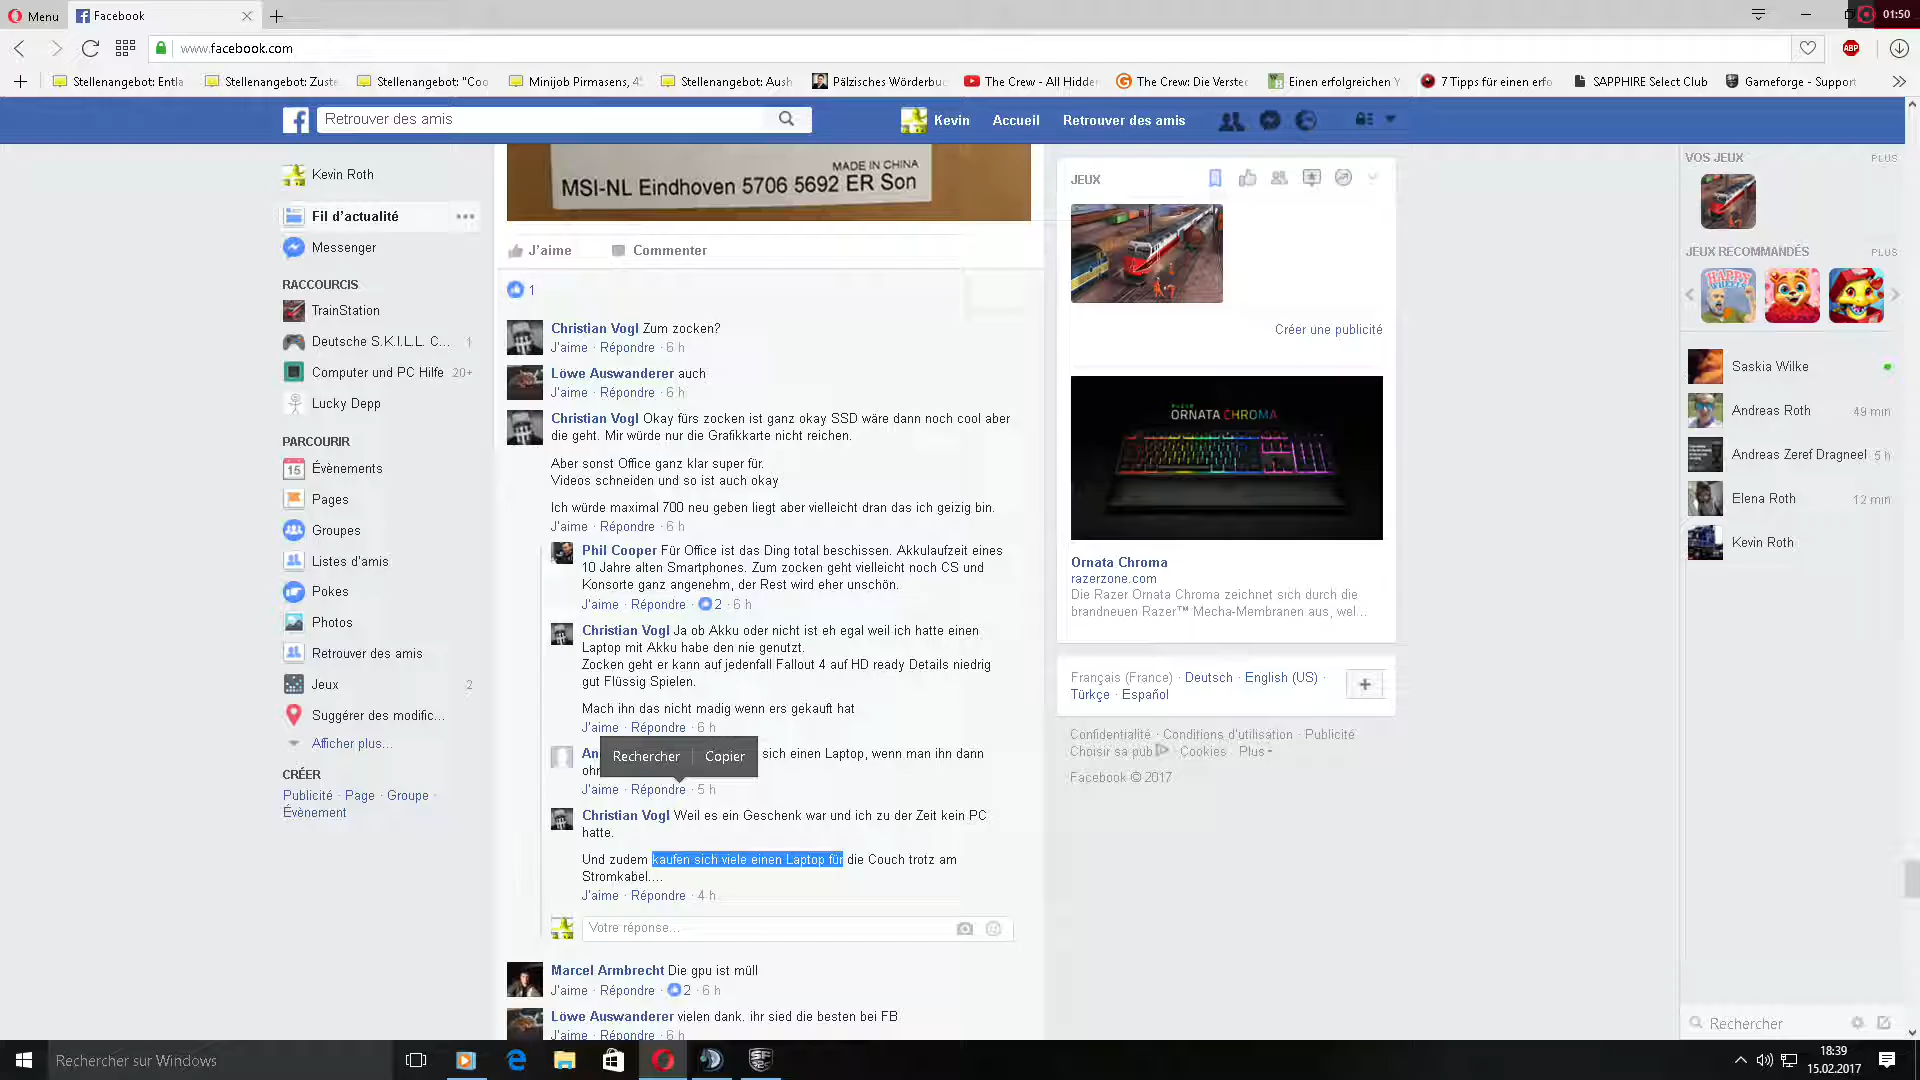 Menu
Facebook
01:50
www.facebook.com
ABP
Stellenangebot: Entla
Stellenangebot: Zuste
Stellenangebot: "Coo
Minijob Pirmasens, 4
Stellenangebot: Aush
Pälzisches Wörterbu
The Crew - All Hidde
The Crew: Die Verste
Einen erfolgreichen Y
7 Tipps für einen erfo
SAPPHIRE Select Club
Gameforge - Support
Retrouver des amis
Kevin
Accueil
Retrouver des amis
Kevin Roth
Fil d'actualité
Messenger
RACCOURCIS
TrainStation
Deutsche S.K.I.L.L. C... 1
Computer und PC Hilfe 20+
Lucky Depp
PARCOURIR
15 Évènements
Pages
Groupes
Listes d'amis
Pokes
Photos
Retrouver des amis
Jeux 2
Suggérer des modific...
Afficher plus...
CRÉER
Publicité · Page · Groupe ·
Évènement
MADE IN CHINA
MSI-NL Eindhoven 5706 5692 ER Son
J'aime Commenter
1
Christian Vogl Zum zocken?
J'aime · Répondre · 6 h
Löwe Auswanderer auch
J'aime · Répondre · 6 h
Christian Vogl Okay fürs zocken ist ganz okay SSD wäre dann noch cool aber
die geht. Mir würde nur die Grafikkarte nicht reichen.
Aber sonst Office ganz klar super für.
Videos schneiden und so ist auch okay
Ich würde maximal 700 neu geben liegt aber vielleicht dran das ich geizig bin.
J'aime · Répondre · 6 h
Phil Cooper Für Office ist das Ding total beschissen. Akkulaufzeit eines
10 Jahre alten Smartphones. Zum zocken geht vielleicht noch CS und
Konsorte ganz angenehm, der Rest wird eher unschön.
J'aime · Répondre · 2 · 6 h
Christian Vogl Ja ob Akku oder nicht ist eh egal weil ich hatte einen
Laptop mit Akku habe den nie genutzt.
Zocken geht er kann auf jedenfall Fallout 4 auf HD ready Details niedrig
gut Flüssig Spielen.
Mach ihn das nicht madig wenn ers gekauft hat
J'aime · Répondre · 6 h
An sich einen Laptop, wenn man ihn dann
Rechercher Copier
ohn
J'aime · Répondre · 5 h
Christian Vogl Weil es ein Geschenk war und ich zu der Zeit kein PC
hatte.
Und zudem kaufen sich viele einen Laptop für die Couch trotz am
Stromkabel....
J'aime · Répondre · 4 h
Votre réponse...
Marcel Armbrecht Die gpu ist müll
J'aime · Répondre · 2 · 6 h
Löwe Auswanderer vielen dank. ihr sied die besten bei FB
J'aime · Répondre · 6 h
JEUX
Créer une publicité
ORNATA CHROMA
Ornata Chroma
razerzone.com
Die Razer Ornata Chroma zeichnet sich durch die
brandneuen Razer™ Mecha-Membranen aus, wel...
Français (France) · Deutsch · English (US) ·
Türkçe · Español
Confidentialité · Conditions d'utilisation · Publicité
Choisir sa pub · Cookies · Plus
Facebook © 2017
VOS JEUX PLUS
JEUX RECOMMANDÉS PLUS
HAPPY WHEELS
Saskia Wilke
Andreas Roth 49 min
Andreas Zeref Dragneel 5 h
Elena Roth 12 min
Kevin Roth
Rechercher
Rechercher sur Windows
18:39
15.02.2017